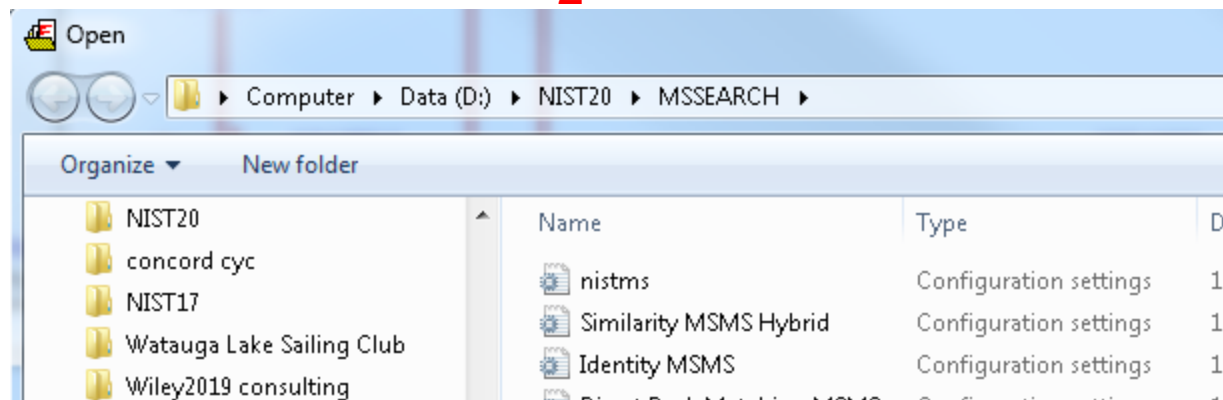 Open
Computer Data (D:) NIST20 MSSEARCH
Organize New folder
NIST20
concord cyc
NIST17
Watauga Lake Sailing Club
Wiley2019 consulting
Name Type
nistms Configuration settings
Similarity MSMS Hybrid Configuration settings
Identity MSMS Configuration settings